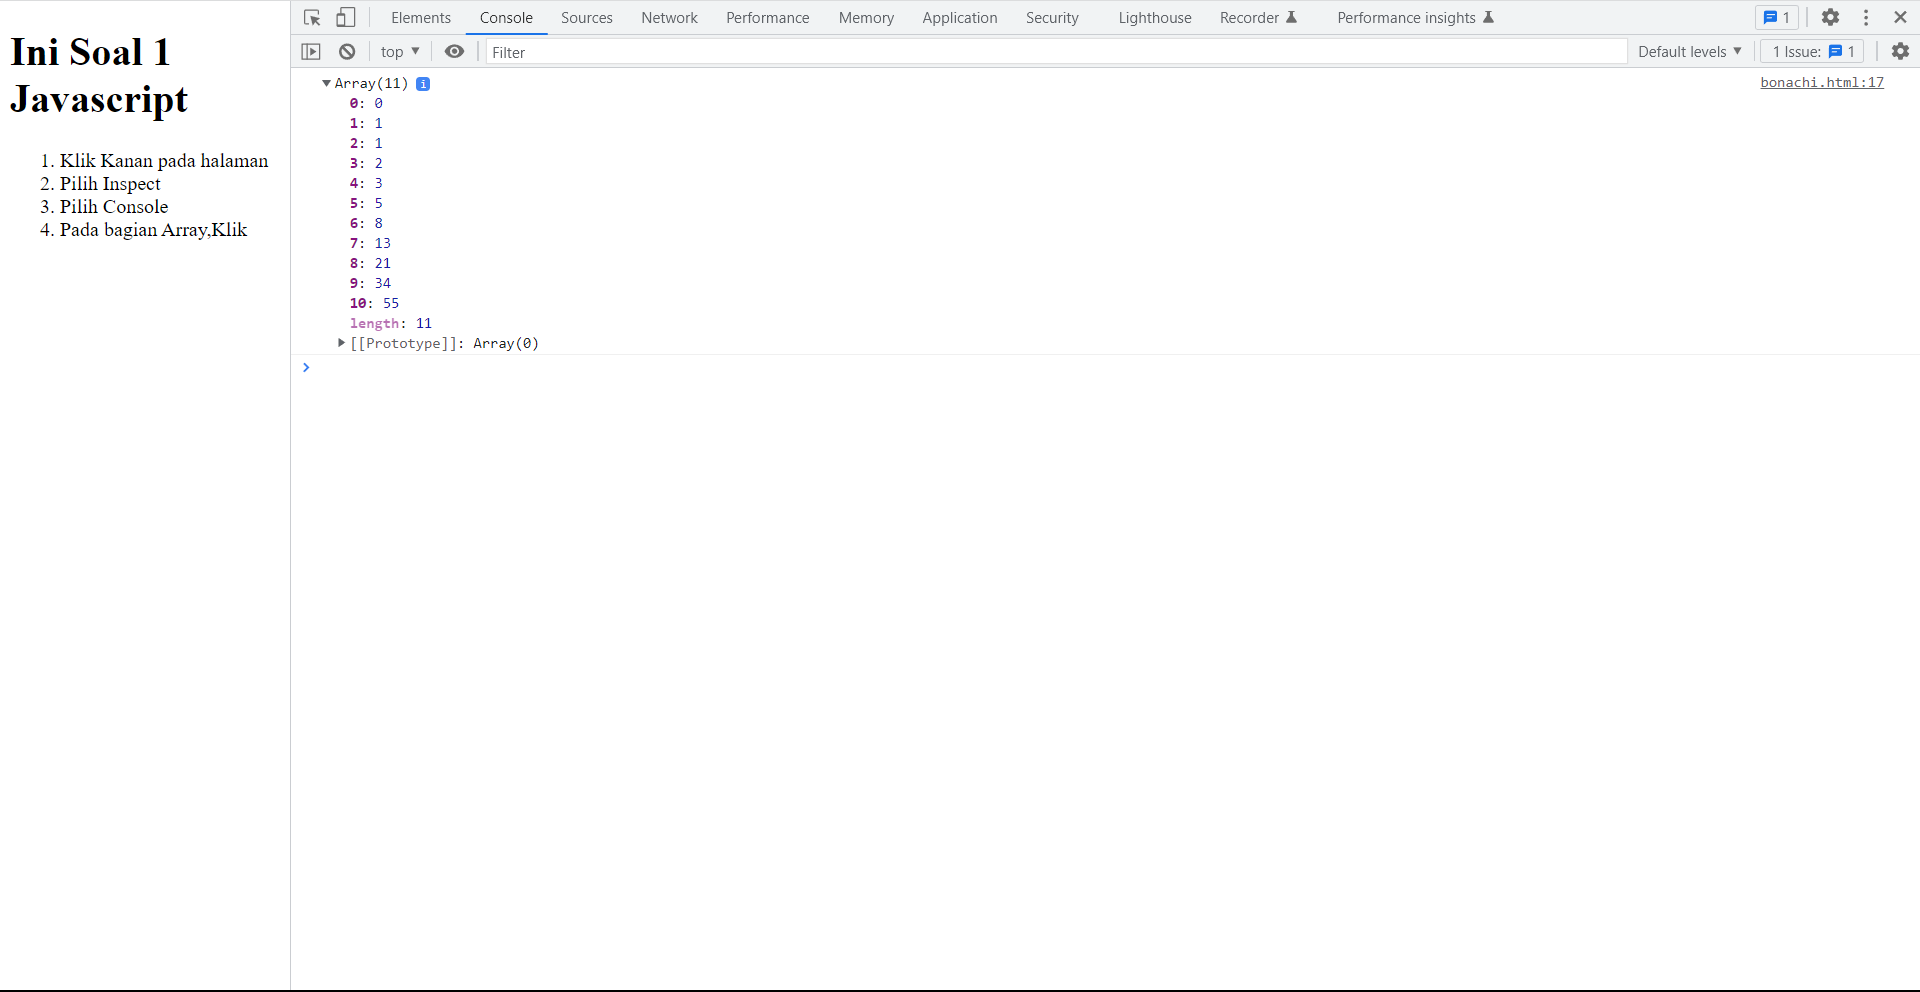 Ini Soal 1
Javascript
1. Klik Kanan pada halaman
2. Pilih Inspect
3. Pilih Console
4. Pada bagian Array,Klik
Elements Console Sources Network Performance Memory Application Security Lighthouse Recorder Performance insights 1
top Filter Default levels 1 Issue: 1
Array(11) i bonachi.html:17
0: 0
1: 1
2: 1
3: 2
4: 3
5: 5
6: 8
7: 13
8: 21
9: 34
10: 55
length: 11
[[Prototype]]: Array(0)